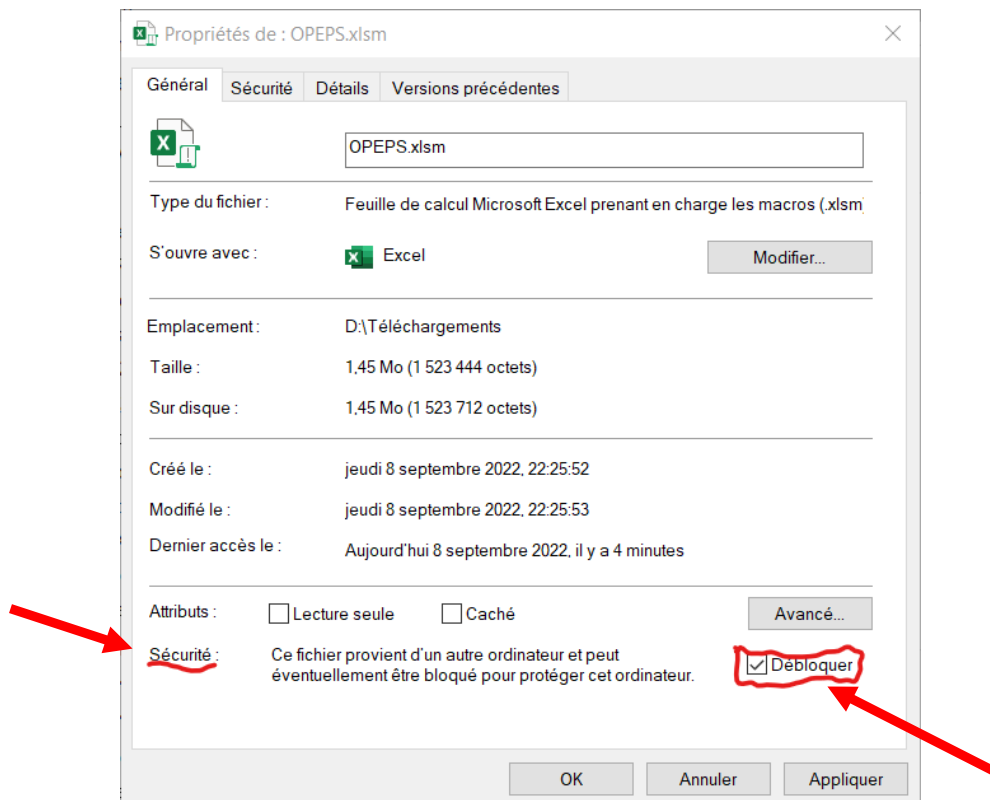 Propriétés de : OPEPS.xlsm
Général Sécurité Détails Versions précédentes
OPEPS.xlsm
Type du fichier : Feuille de calcul Microsoft Excel prenant en charge les macros (.xlsm
S'ouvre avec : Excel Modifier...
Emplacement : D:\Téléchargements
Taille : 1,45 Mo (1 523 444 octets)
Sur disque : 1,45 Mo (1 523 712 octets)
Créé le : jeudi 8 septembre 2022, 22:25:52
Modifié le : jeudi 8 septembre 2022, 22:25:53
Dernier accès le : Aujourd'hui 8 septembre 2022, il y a 4 minutes
Attributs : Lecture seule Caché Avancé...
Sécurité : Ce fichier provient d'un autre ordinateur et peut
éventuellement être bloqué pour protéger cet ordinateur. Débloquer
OK Annuler Appliquer